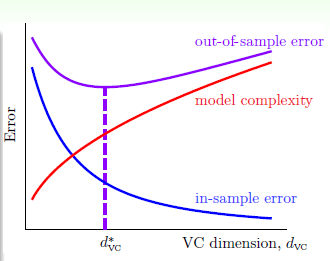 out-of-sample error
model complexity
Error
in-sample error
d*VC
VC dimension, dVC